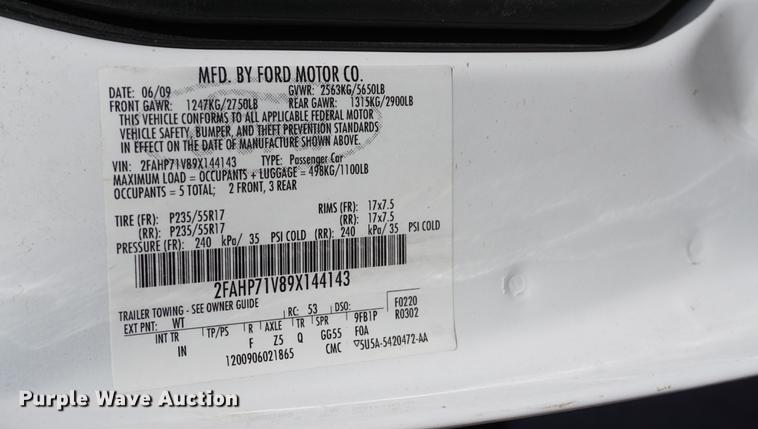 MFD. BY FORD MOTOR CO.
DATE: 06/09 GVWR: 2563KG/5650LB
FRONT GAWR: 1247KG/2750LB REAR GAWR: 1315KG/2900LB
THIS VEHICLE CONFORMS TO ALL APPLICABLE FEDERAL MOTOR
VEHICLE SAFETY, BUMPER, AND THEFT PREVENTION STANDARDS
IN EFFECT ON THE DATE OF MANUFACTURE SHOWN ABOVE.
VIN: 2FAHP71V89X144143 TYPE: Passenger Car
MAXIMUM LOAD = OCCUPANTS + LUGGAGE = 498KG/1100LB
OCCUPANTS = 5 TOTAL; 2 FRONT, 3 REAR
TIRE (FR): P235/55R17 RIMS (FR): 17x7.5
(RR): P235/55R17 (RR): 17x7.5
PRESSURE (FR): 240 kPa/ 35 PSI COLD (RR): 240 kPa/ 35 PSI COLD
2FAHP71V89X144143
TRAILER TOWING - SEE OWNER GUIDE
EXT PNT: WT RC: 53 DSO: F0220
INT TR TP/PS R AXLE TR SPR 9FB1P R0302
IN F Z5 Q GG55 F0A
1200906021865 CMC ▽5U5A-5420472-AA
Purple Wave Auction